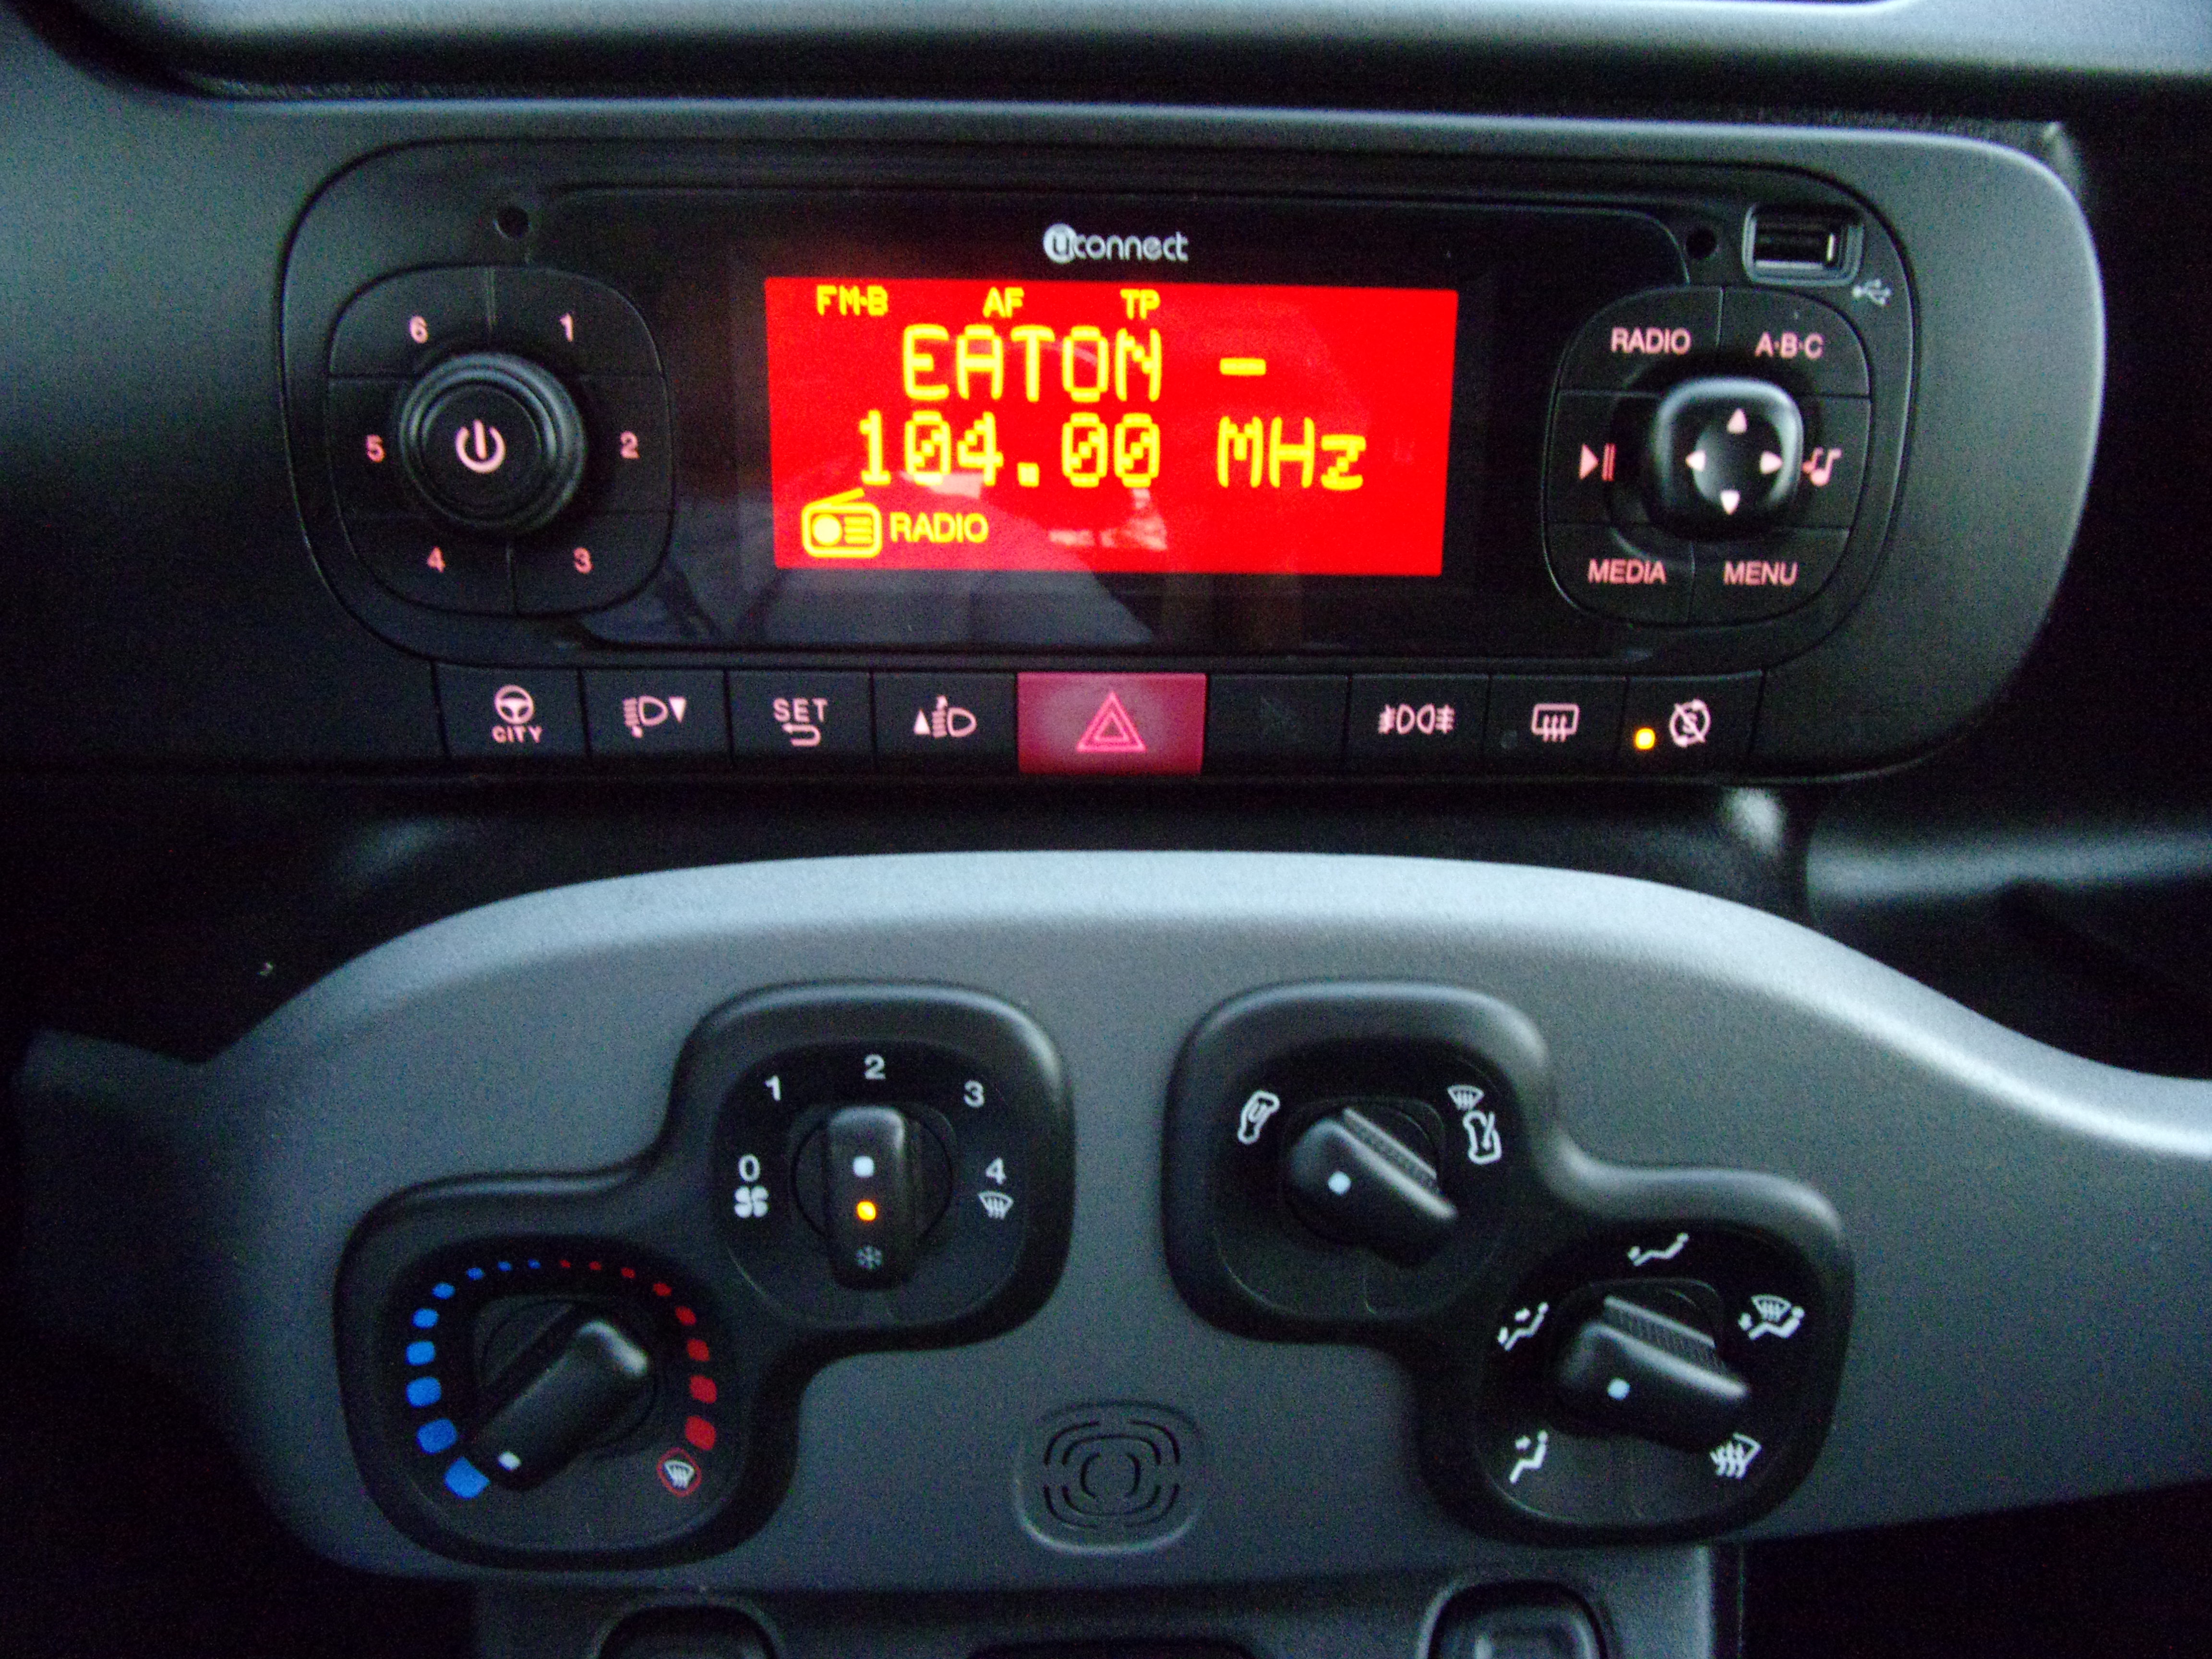 uconnect
FM-B AF TP
EATON -
104.00 MHz
RADIO
6 1
5 2
4 3
RADIO A·B·C
MEDIA MENU
CITY
SET
S
1 2 3
0 4